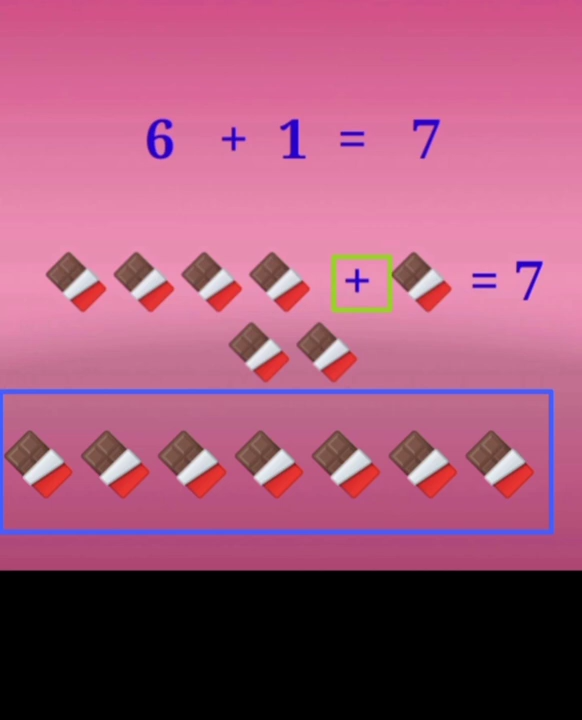 6 + 1 = 7
+ = 7